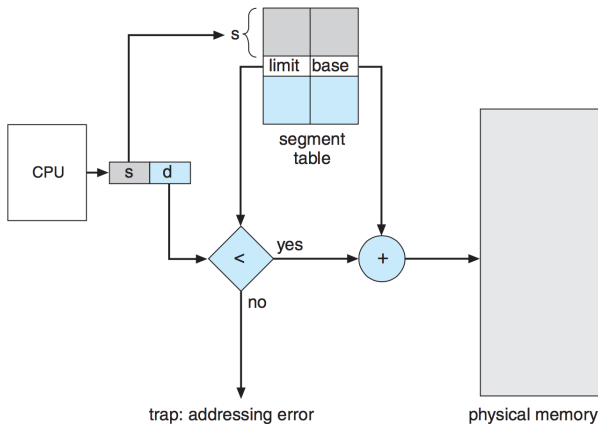 s
limit base
segment
table
CPU
s d
<
yes
+
no
trap: addressing error
physical memory